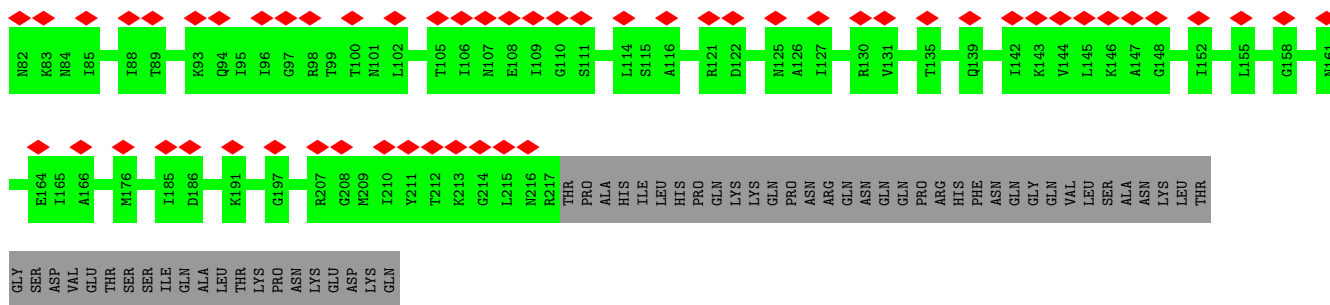 N82 K83 N84 I85 I88 T89 K93 Q94 I95 I96 G97 R98 T99 T100 N101 L102 T105 I106 N107 E108 I109 G110 S111 L114 S115 A116 R121 D122 N125 A126 I127 R130 V131 T135 Q139 I142 K143 V144 L145 K146 A147 G148 I152 L155 G158 N161
E164 I165 A166 M176 I185 D186 K191 G197 R207 G208 M209 I210 Y211 T212 K213 G214 L215 N216 R217 THR PRO ALA HIS ILE LEU HIS PRO GLN LYS LYS GLN PRO ASN ARG GLN ASN GLN GLN PRO ARG HIS PHE ASN GLN GLY GLN VAL LEU SER ALA ASN LYS LEU THR
GLY SER ASP VAL GLU THR SER SER ILE GLN ALA LEU THR LYS PRO ASN LYS GLU ASP LYS GLN